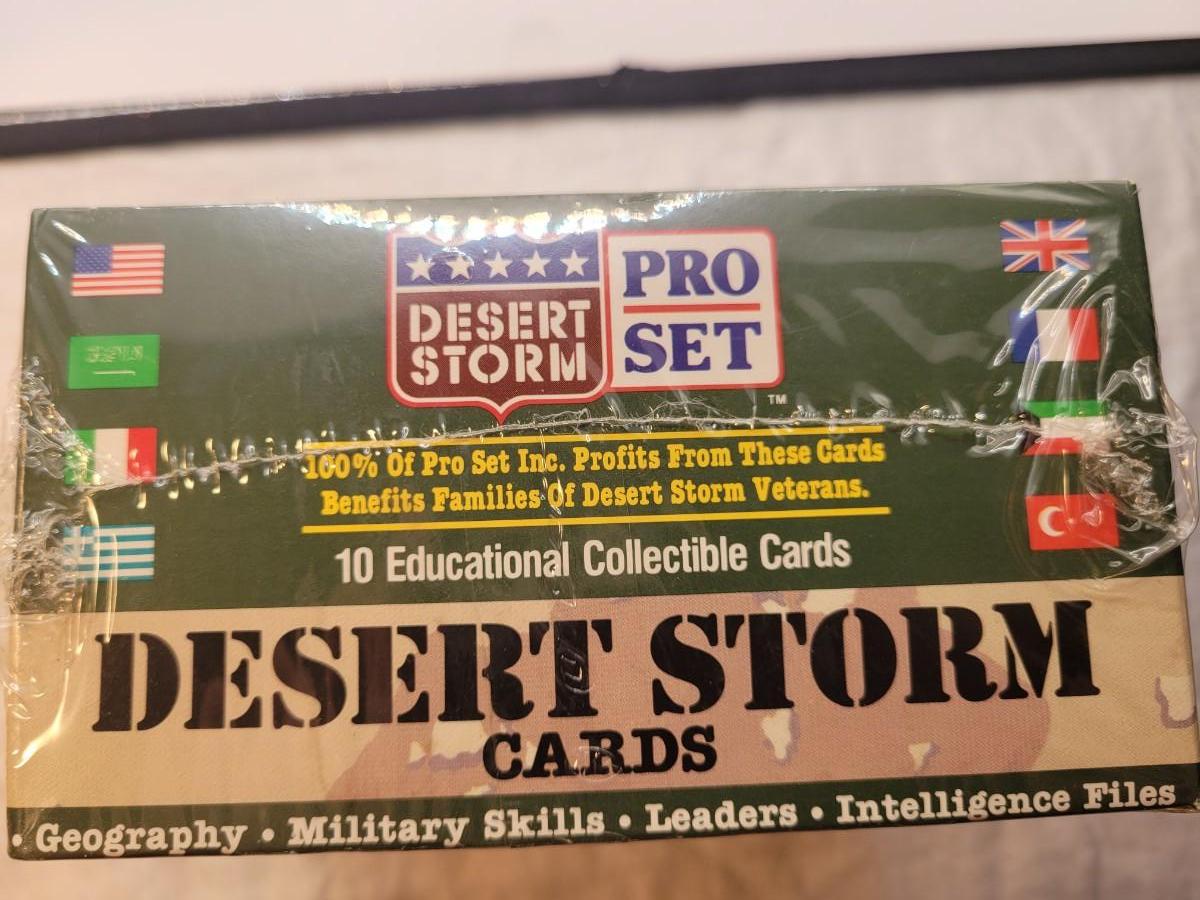 DESERT
STORM
PRO
SET
™
100% Of Pro Set Inc. Profits From These Cards
Benefits Families Of Desert Storm Veterans.
10 Educational Collectible Cards
DESERT STORM
CARDS
• Geography • Military Skills • Leaders • Intelligence Files